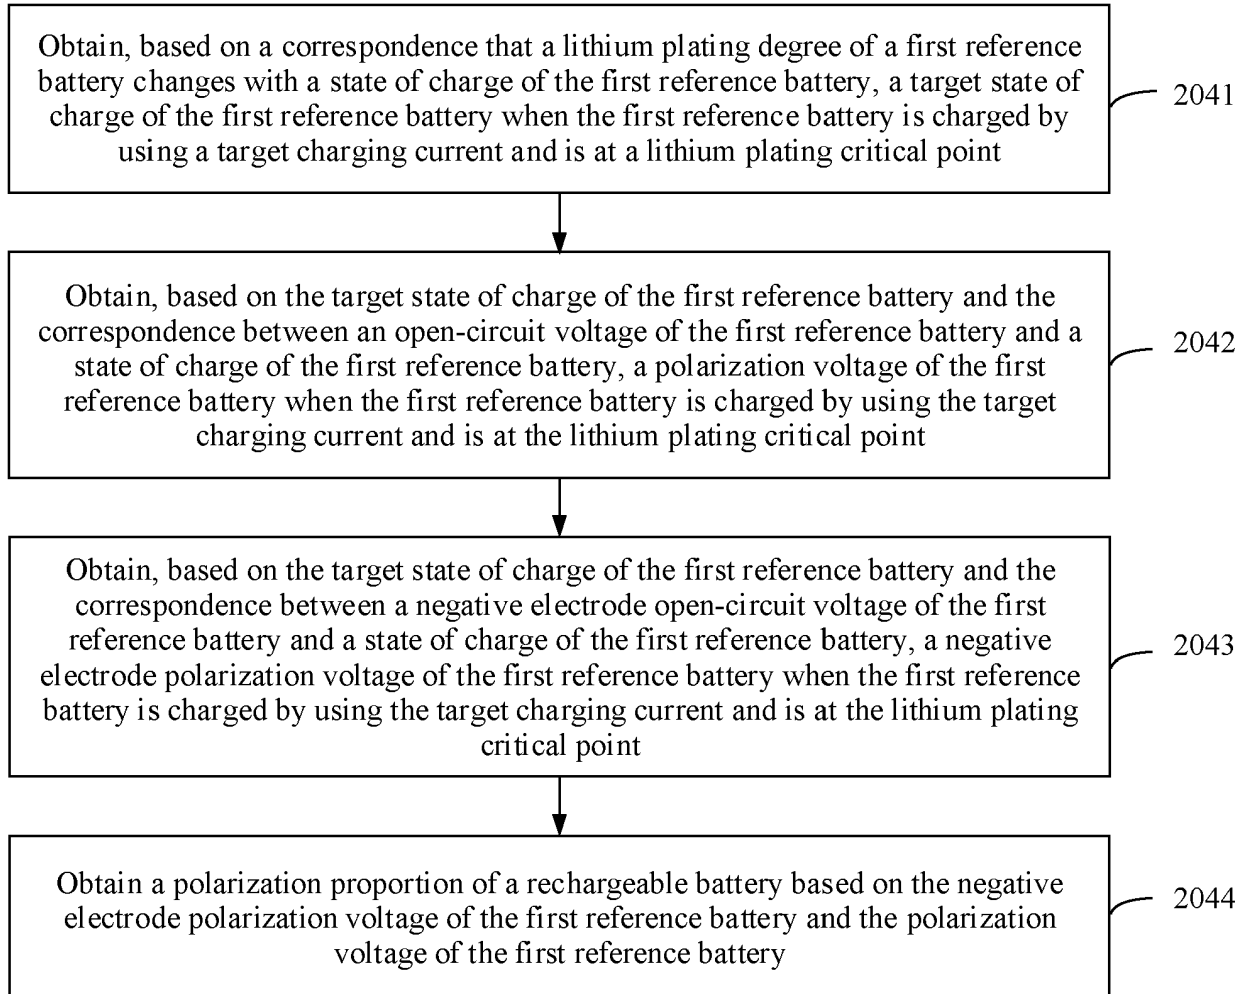 Obtain, based on a correspondence that a lithium plating degree of a first reference
battery changes with a state of charge of the first reference battery, a target state of
charge of the first reference battery when the first reference battery is charged by
using a target charging current and is at a lithium plating critical point
2041
Obtain, based on the target state of charge of the first reference battery and the
correspondence between an open-circuit voltage of the first reference battery and a
state of charge of the first reference battery, a polarization voltage of the first
reference battery when the first reference battery is charged by using the target
charging current and is at the lithium plating critical point
2042
Obtain, based on the target state of charge of the first reference battery and the
correspondence between a negative electrode open-circuit voltage of the first
reference battery and a state of charge of the first reference battery, a negative
electrode polarization voltage of the first reference battery when the first reference
battery is charged by using the target charging current and is at the lithium plating
critical point
2043
Obtain a polarization proportion of a rechargeable battery based on the negative
electrode polarization voltage of the first reference battery and the polarization
voltage of the first reference battery
2044